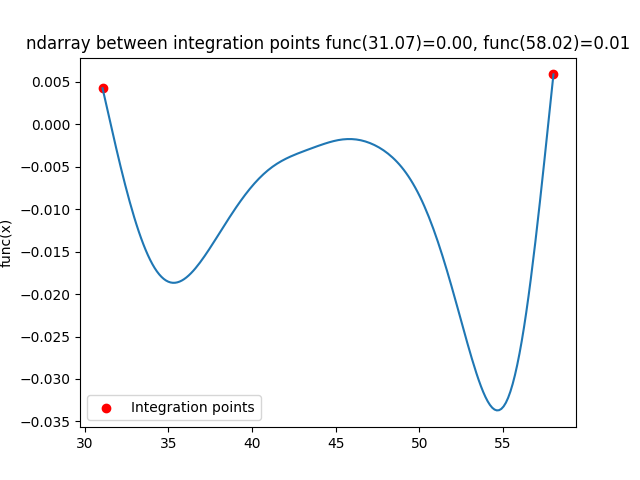 ndarray between integration points func(31.07)=0.00, func(58.02)=0.01
0.005
0.000
−0.005
−0.010
−0.015
−0.020
−0.025
−0.030
−0.035
func(x)
Integration points
30 35 40 45 50 55